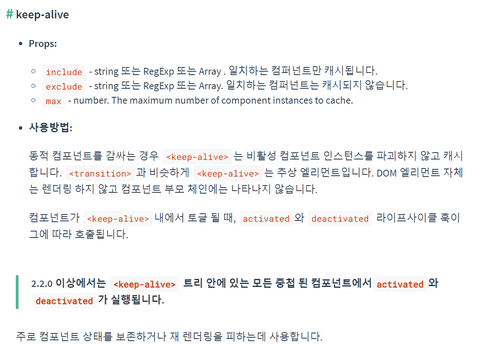 # keep-alive
Props:
include - string 또는 RegExp 또는 Array . 일치하는 컴퍼넌트만 캐시됩니다.
exclude - string 또는 RegExp 또는 Array. 일치하는 컴퍼넌트는 캐시되지 않습니다.
max - number. The maximum number of component instances to cache.
사용방법:
동적 컴포넌트를 감싸는 경우 <keep-alive> 는 비활성 컴포넌트 인스턴스를 파괴하지 않고 캐시
합니다. <transition> 과 비슷하게 <keep-alive> 는 추상 엘리먼트입니다. DOM 엘리먼트 자체
는 렌더링 하지 않고 컴포넌트 부모 체인에는 나타나지 않습니다.
컴포넌트가 <keep-alive> 내에서 토글 될 때, activated 와 deactivated 라이프사이클 훅이
그에 따라 호출됩니다.
2.2.0 이상에서는 <keep-alive> 트리 안에 있는 모든 중첩 된 컴포넌트에서 activated 와
deactivated 가 실행됩니다.
주로 컴포넌트 상태를 보존하거나 재 렌더링을 피하는데 사용합니다.